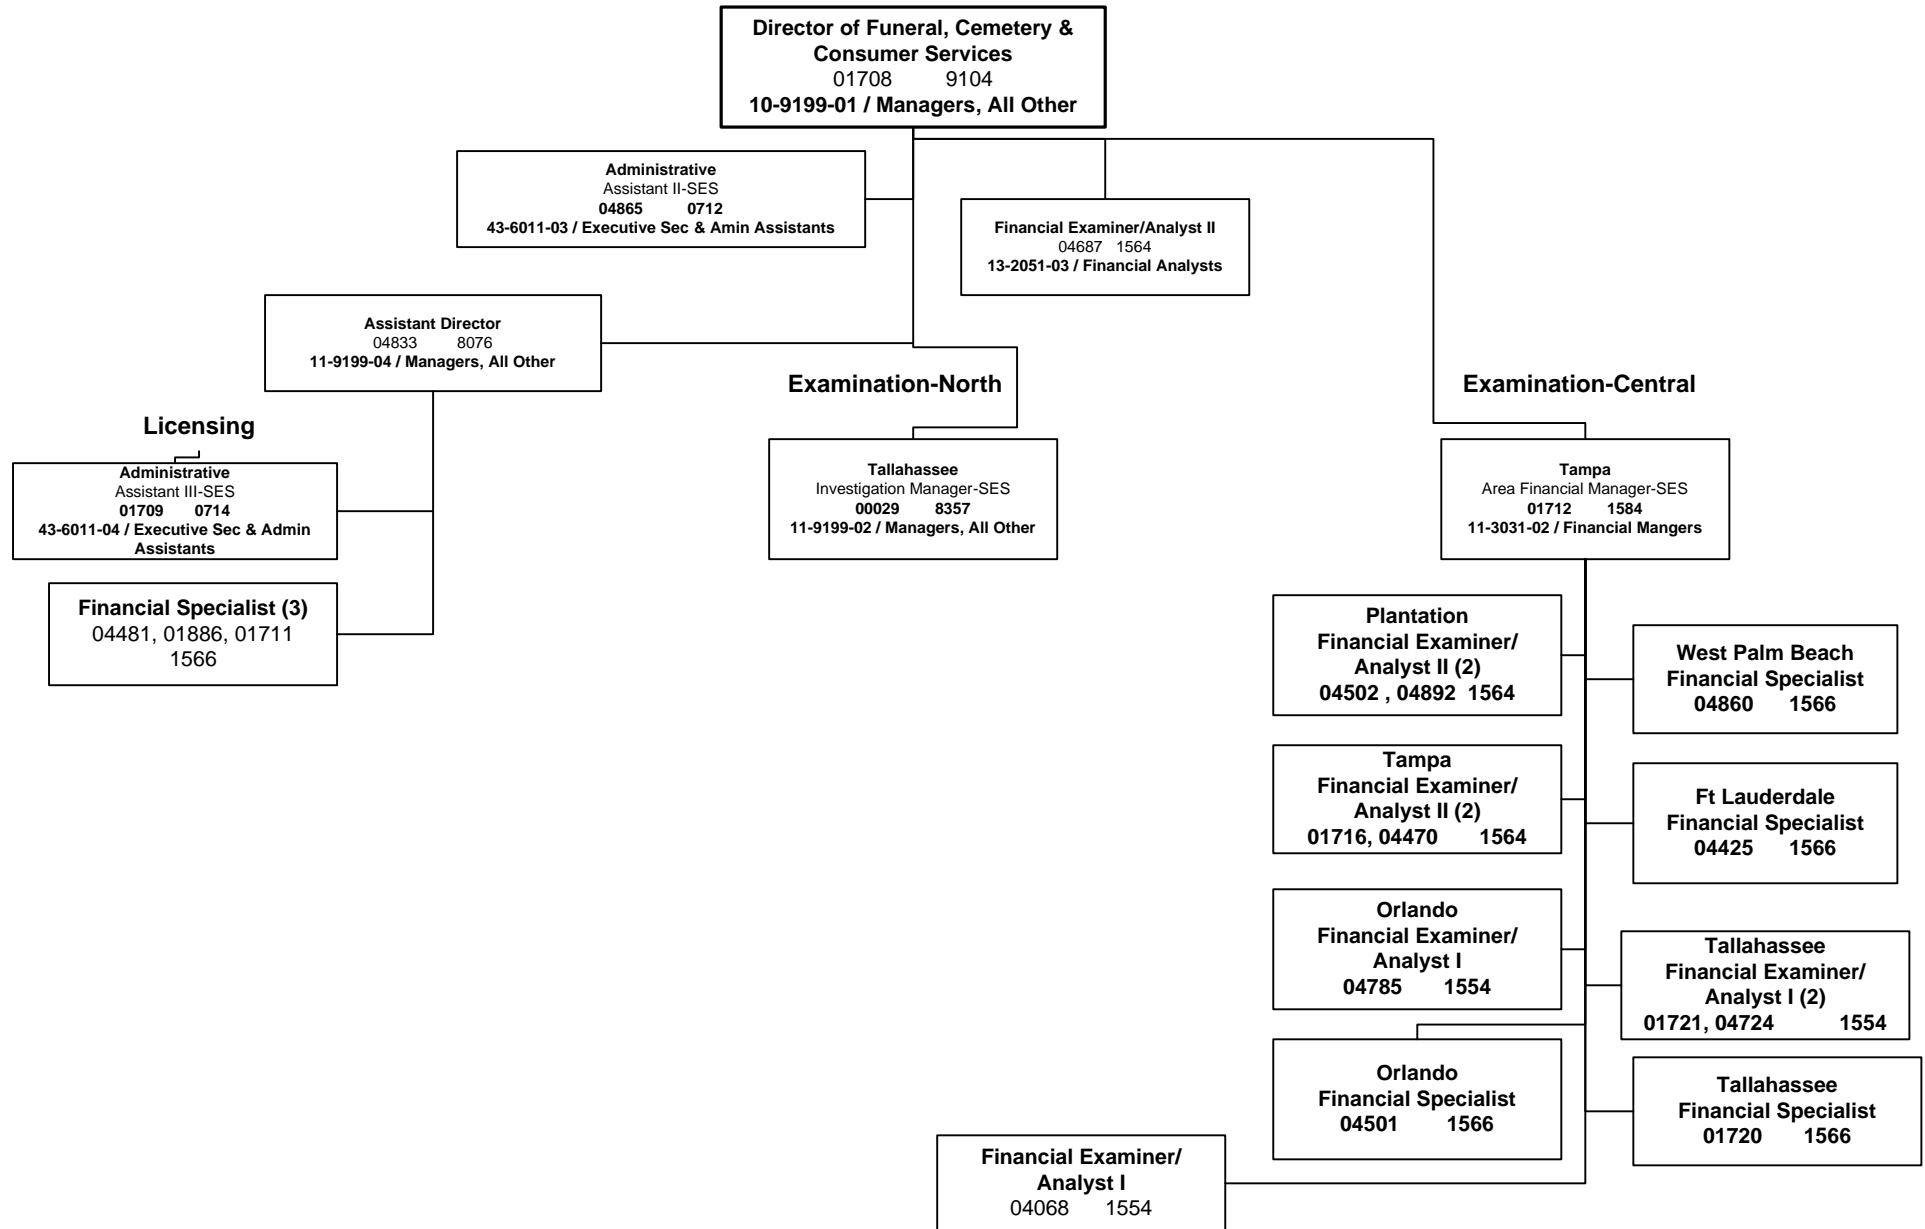 Director of Funeral, Cemetery &
Consumer Services
01708 9104
10-9199-01 / Managers, All Other
Administrative
Assistant II-SES
04865 0712
43-6011-03 / Executive Sec & Amin Assistants
Financial Examiner/Analyst II
04687 1564
13-2051-03 / Financial Analysts
Assistant Director
04833 8076
11-9199-04 / Managers, All Other
Licensing
Administrative
Assistant III-SES
01709 0714
43-6011-04 / Executive Sec & Admin
Assistants
Financial Specialist (3)
04481, 01886, 01711
1566
Examination-North
Tallahassee
Investigation Manager-SES
00029 8357
11-9199-02 / Managers, All Other
Examination-Central
Tampa
Area Financial Manager-SES
01712 1584
11-3031-02 / Financial Mangers
Plantation
Financial Examiner/
Analyst II (2)
04502 , 04892 1564
West Palm Beach
Financial Specialist
04860 1566
Tampa
Financial Examiner/
Analyst II (2)
01716, 04470 1564
Ft Lauderdale
Financial Specialist
04425 1566
Orlando
Financial Examiner/
Analyst I
04785 1554
Tallahassee
Financial Examiner/
Analyst I (2)
01721, 04724 1554
Orlando
Financial Specialist
04501 1566
Tallahassee
Financial Specialist
01720 1566
Financial Examiner/
Analyst I
04068 1554